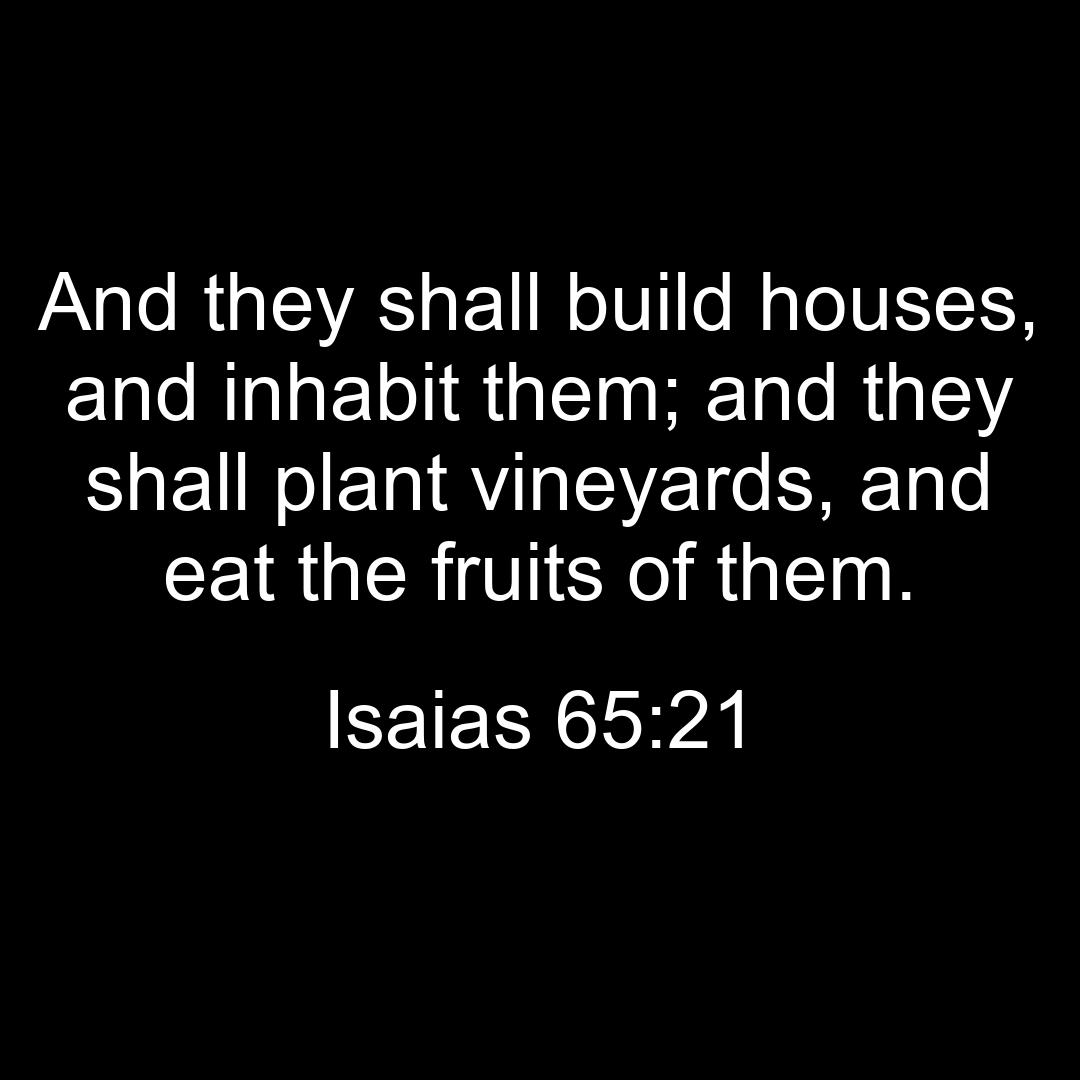 And they shall build houses,
and inhabit them; and they
shall plant vineyards, and
eat the fruits of them.
Isaias 65:21